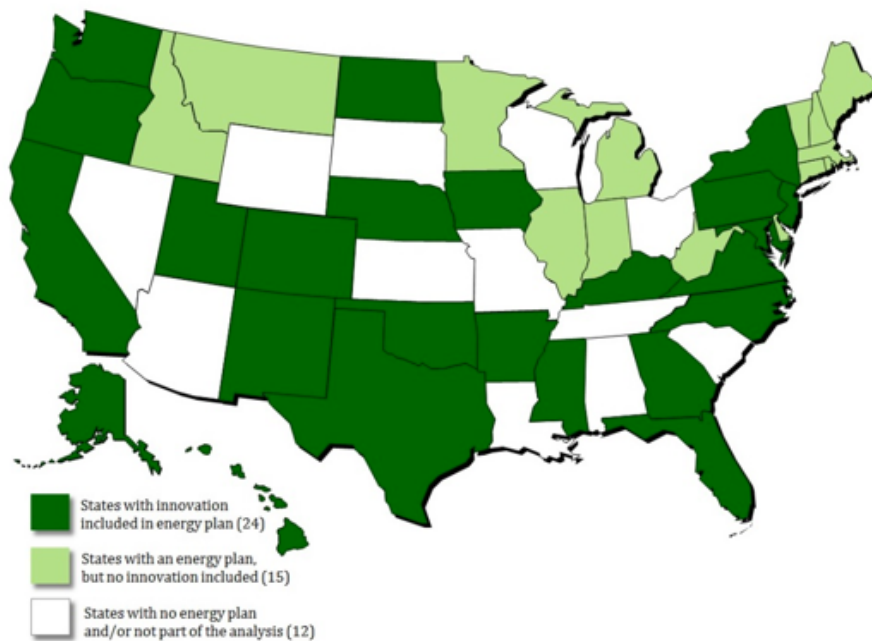 States with innovation
included in energy plan (24)
States with an energy plan,
but no innovation included (15)
States with no energy plan
and/or not part of the analysis (12)